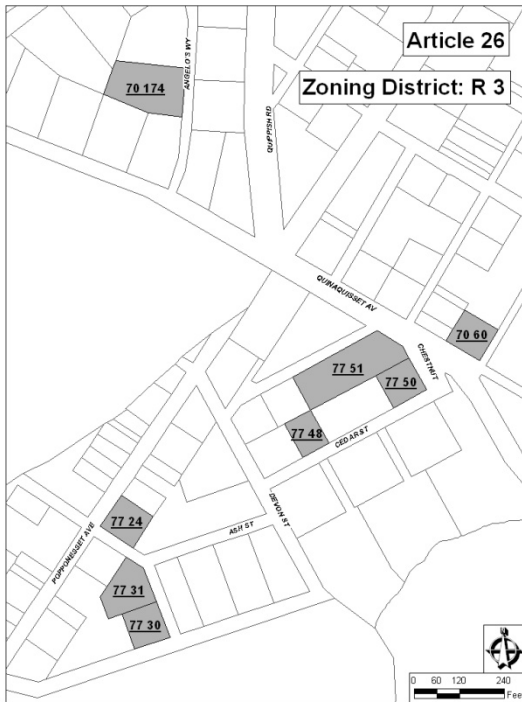 Article 26
Zoning District: R 3
70 174
ANGELO'S WY
QUIPPISH RD
QUINAQUISSET AV
70 60
CHESTNUT
77 51
77 50
77 48
CEDAR ST
DEVON ST
77 24
ASH ST
POPPONESSET AVE
77 31
77 30
0 60 120 240
Fee